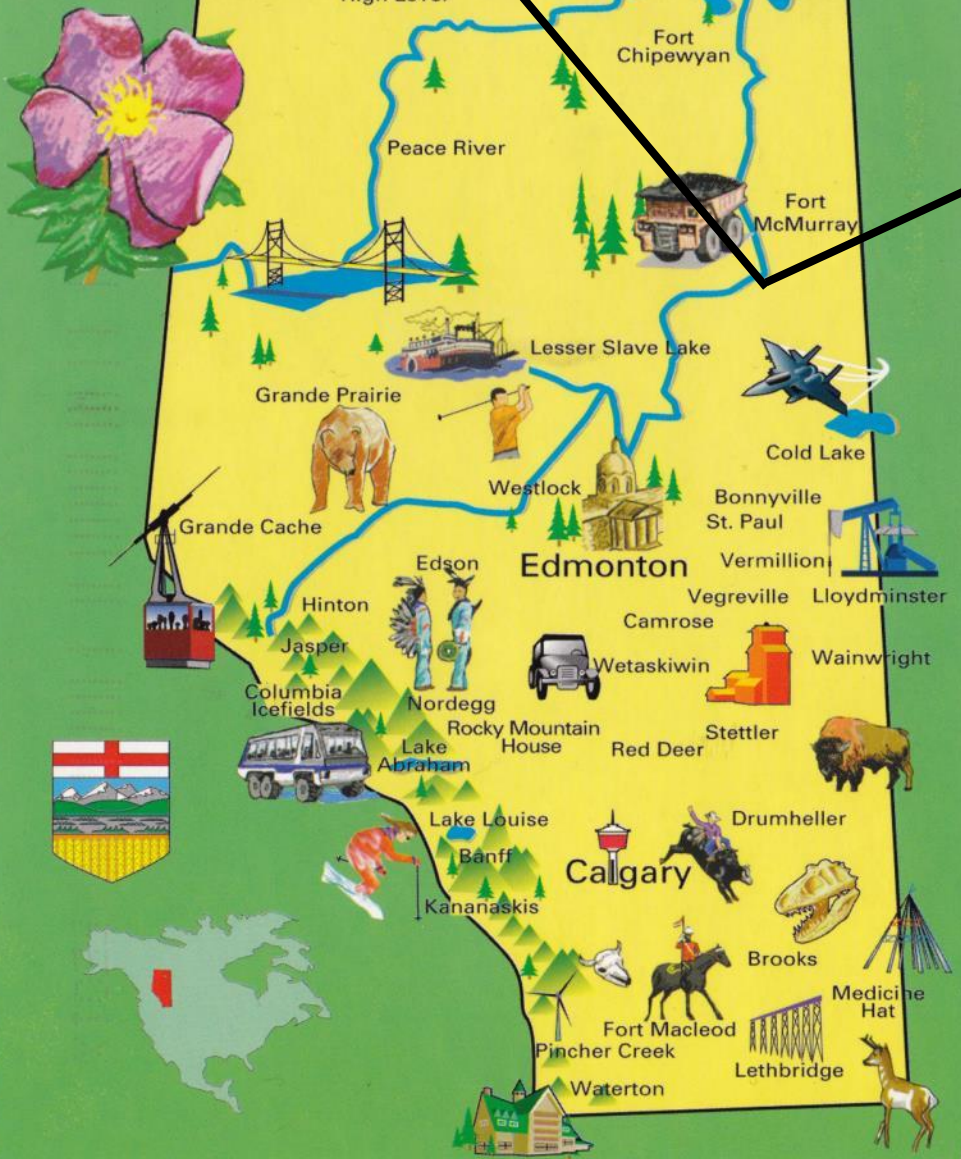 Fort
Chipewyan
Peace River
Fort
McMurray
Lesser Slave Lake
Grande Prairie
Cold Lake
Westlock
Bonnyville
St. Paul
Grande Cache
Edson
Edmonton
Vermillion
Vegreville
Lloydminster
Hinton
Camrose
Jasper
Wetaskiwin
Wainwright
Columbia
Icefields
Nordegg
Rocky Mountain
House
Stettler
Red Deer
Lake
Abraham
Lake Louise
Drumheller
Banff
Calgary
Kananaskis
Brooks
Medicine
Hat
Fort Macleod
Pincher Creek
Lethbridge
Waterton